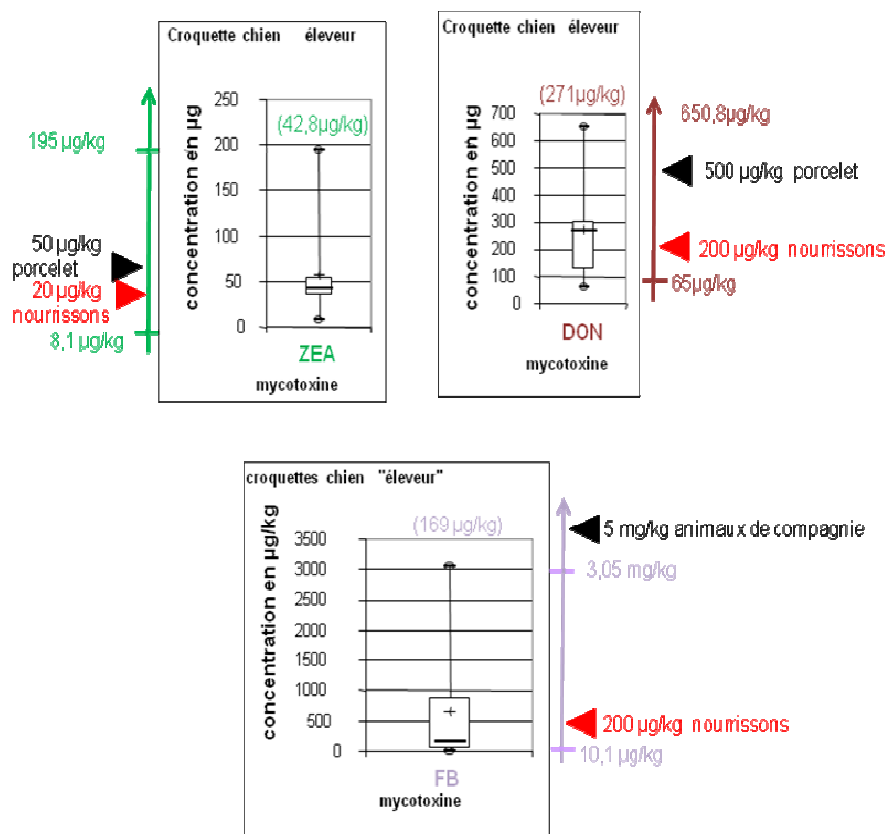 Croquette chien éleveur
195 µg/kg
50 µg/kg
porcelet
20 µg/kg
nourrissons
8,1 µg/kg
concentration en µg
250
200
150
100
50
0
(42,8µg/kg)
ZEA
mycotoxine
Croquette chien éleveur
concentration en µg
700
600
500
400
300
200
100
0
(271µg/kg)
DON
mycotoxine
650,8µg/kg
500 µg/kg porcelet
200 µg/kg nourrissons
65µg/kg
croquettes chien "éleveur"
concentration en µg/kg
3500
3000
2500
2000
1500
1000
500
0
(169 µg/kg)
FB
mycotoxine
5 mg/kg animaux de compagnie
3,05 mg/kg
200 µg/kg nourrissons
10,1 µg/kg